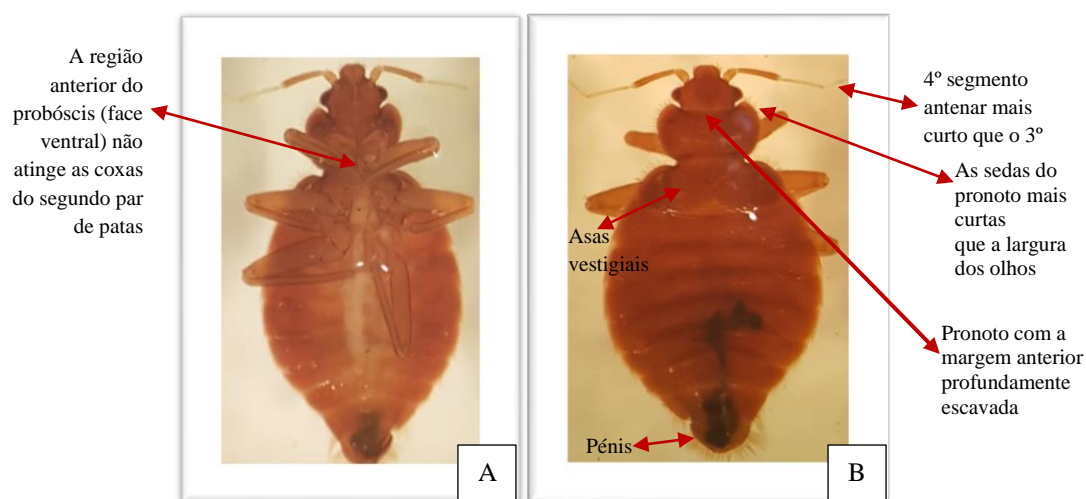 A região
anterior do
probóscis (face
ventral) não
atinge as coxas
do segundo par
de patas
A
4º segmento
antenar mais
curto que o 3º
As sedas do
pronoto mais
curtas
que a largura
dos olhos
Asas
vestigiais
Pronoto com a
margem anterior
profundamente
escavada
Pénis
B